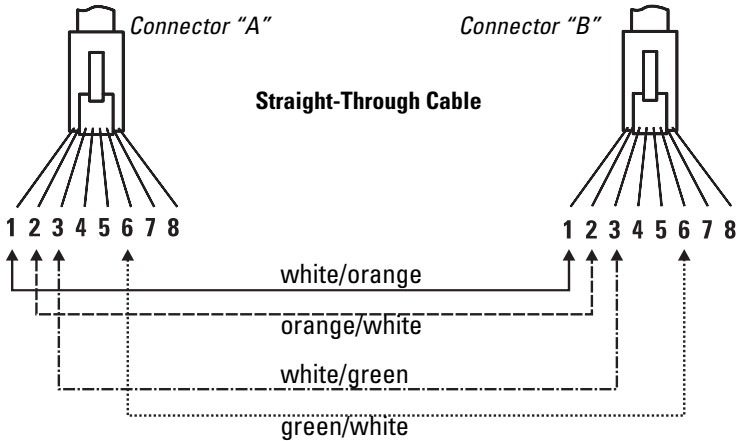 Connector “A”
Connector “B”
Straight-Through Cable
1 2 3 4 5 6 7 8
1 2 3 4 5 6 7 8
white/orange
orange/white
white/green
green/white